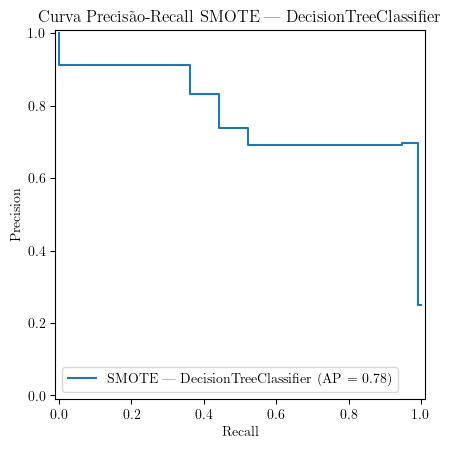 Curva Precisão-Recall SMOTE — DecisionTreeClassifier
1.0
0.8
0.6
0.4
0.2
0.0
Precision
SMOTE — DecisionTreeClassifier (AP = 0.78)
0.0 0.2 0.4 0.6 0.8 1.0
Recall